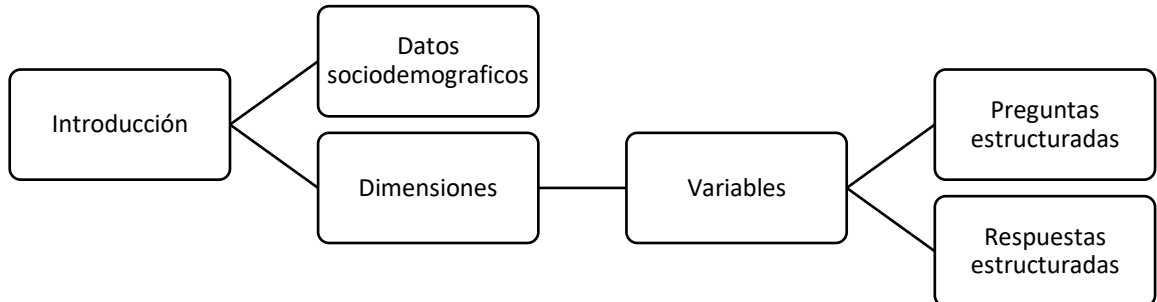 Introducción
Datos
sociodemograficos
Dimensiones
Variables
Preguntas
estructuradas
Respuestas
estructuradas